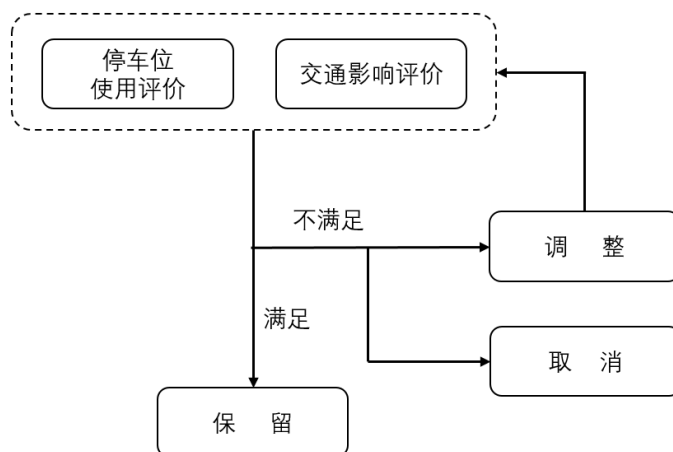 停车位
使用评价
交通影响评价
不满足
调 整
满足
取 消
保 留